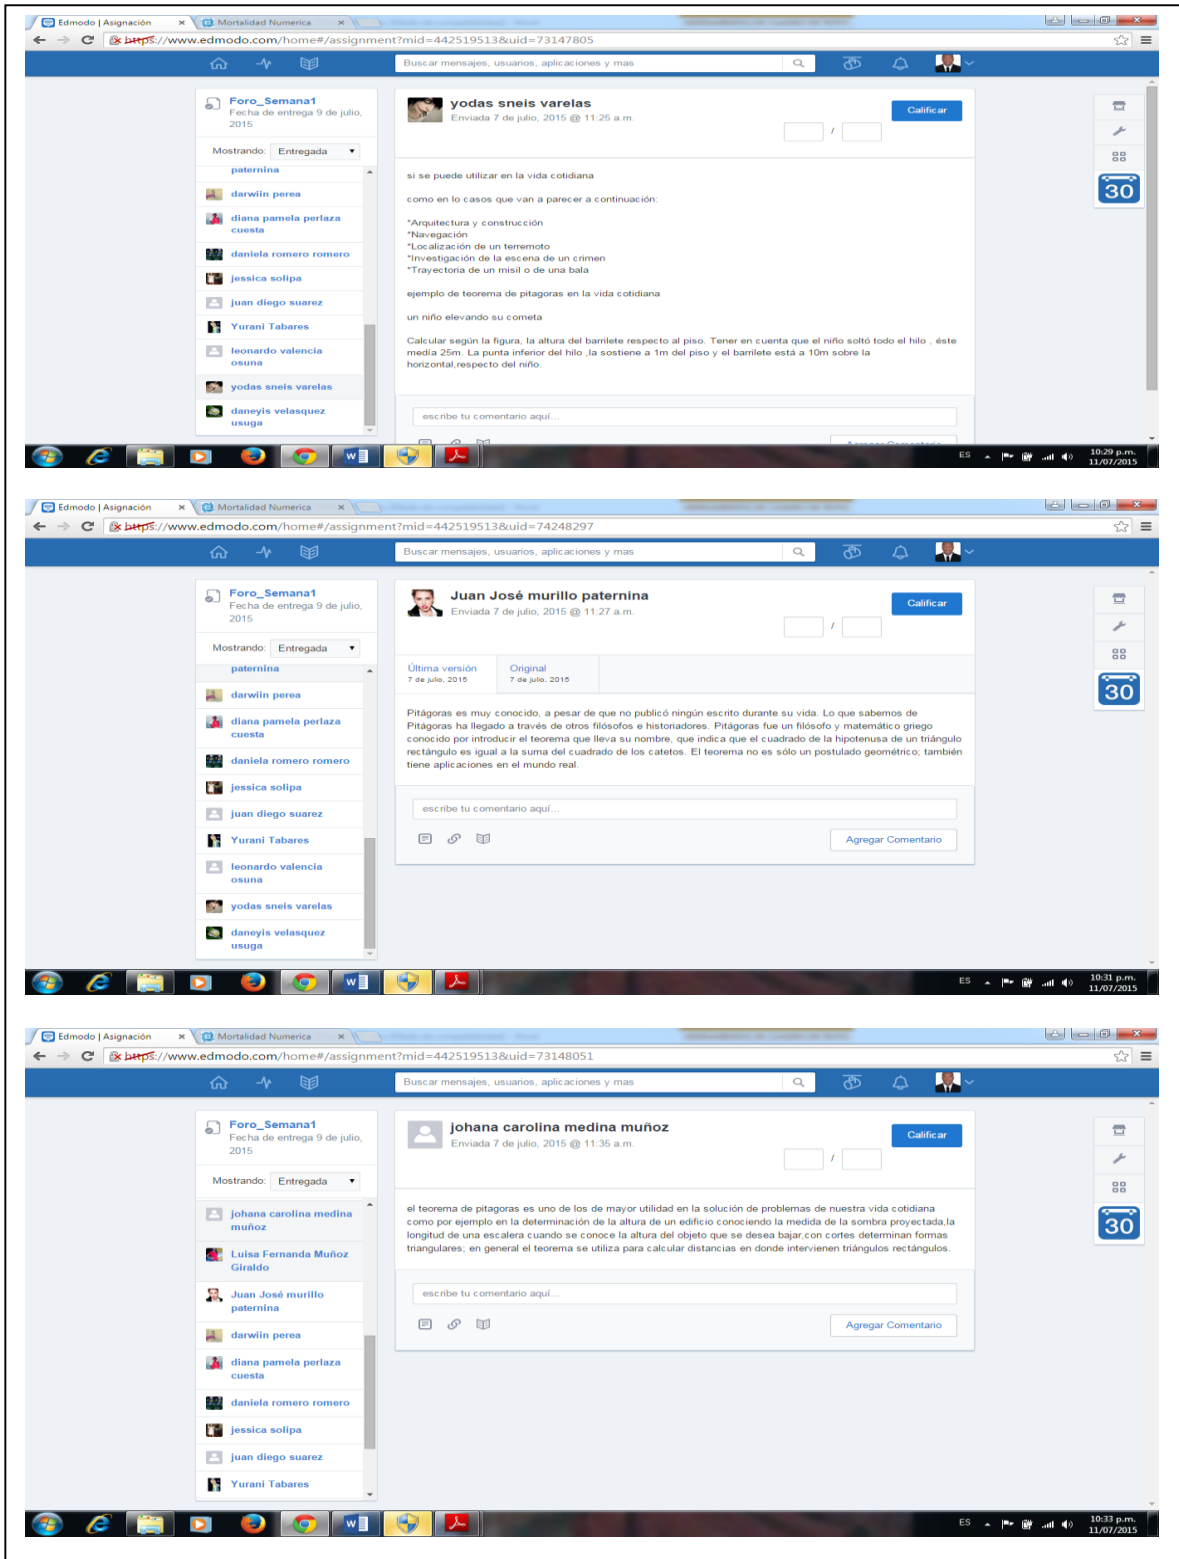 Edmodo | Asignación
Mortalidad Numerica
https://www.edmodo.com/home#/assignment?mid=442519513&uid=73147805
Buscar mensajes, usuarios, aplicaciones y mas
Foro_Semana1
Fecha de entrega 9 de julio,
2015
Mostrando: Entregada
paternina
darwiin perea
diana pamela perlaza
cuesta
daniela romero romero
jessica solipa
juan diego suarez
Yurani Tabares
leonardo valencia
osuna
yodas sneis varelas
daneyis velasquez
usuga
yodas sneis varelas
Enviada 7 de julio, 2015 @ 11:25 a.m.
/
Calificar
si se puede utilizar en la vida cotidiana
como en lo casos que van a parecer a continuación:
*Arquitectura y construcción
*Navegación
*Localización de un terremoto
*Investigación de la escena de un crimen
*Trayectoria de un misil o de una bala
ejemplo de teorema de pitagoras en la vida cotidiana
un niño elevando su cometa
Calcular según la figura, la altura del barrilete respecto al piso. Tener en cuenta que el niño soltó todo el hilo , éste
medía 25m. La punta inferior del hilo ,la sostiene a 1m del piso y el barrilete está a 10m sobre la
horizontal,respecto del niño.
escribe tu comentario aquí...
Agregar Comentario
30
ES
10:29 p.m.
11/07/2015
Edmodo | Asignación
Mortalidad Numerica
https://www.edmodo.com/home#/assignment?mid=442519513&uid=74248297
Buscar mensajes, usuarios, aplicaciones y mas
Foro_Semana1
Fecha de entrega 9 de julio,
2015
Mostrando: Entregada
paternina
darwiin perea
diana pamela perlaza
cuesta
daniela romero romero
jessica solipa
juan diego suarez
Yurani Tabares
leonardo valencia
osuna
yodas sneis varelas
daneyis velasquez
usuga
Juan José murillo paternina
Enviada 7 de julio, 2015 @ 11:27 a.m.
/
Calificar
Última versión
7 de julio, 2015
Original
7 de julio, 2015
Pitágoras es muy conocido, a pesar de que no publicó ningún escrito durante su vida. Lo que sabemos de
Pitágoras ha llegado a través de otros filósofos e historiadores. Pitágoras fue un filósofo y matemático griego
conocido por introducir el teorema que lleva su nombre, que indica que el cuadrado de la hipotenusa de un triángulo
rectángulo es igual a la suma del cuadrado de los catetos. El teorema no es sólo un postulado geométrico; también
tiene aplicaciones en el mundo real.
escribe tu comentario aquí...
Agregar Comentario
30
ES
10:31 p.m.
11/07/2015
Edmodo | Asignación
Mortalidad Numerica
https://www.edmodo.com/home#/assignment?mid=442519513&uid=73148051
Buscar mensajes, usuarios, aplicaciones y mas
Foro_Semana1
Fecha de entrega 9 de julio,
2015
Mostrando: Entregada
johana carolina medina
muñoz
Luisa Fernanda Muñoz
Giraldo
Juan José murillo
paternina
darwiin perea
diana pamela perlaza
cuesta
daniela romero romero
jessica solipa
juan diego suarez
Yurani Tabares
johana carolina medina muñoz
Enviada 7 de julio, 2015 @ 11:35 a.m.
/
Calificar
el teorema de pitagoras es uno de los de mayor utilidad en la solución de problemas de nuestra vida cotidiana
como por ejemplo en la determinación de la altura de un edificio conociendo la medida de la sombra proyectada,la
longitud de una escalera cuando se conoce la altura del objeto que se desea bajar,con cortes determinan formas
triangulares; en general el teorema se utiliza para calcular distancias en donde intervienen triángulos rectángulos.
escribe tu comentario aquí...
Agregar Comentario
30
ES
10:33 p.m.
11/07/2015